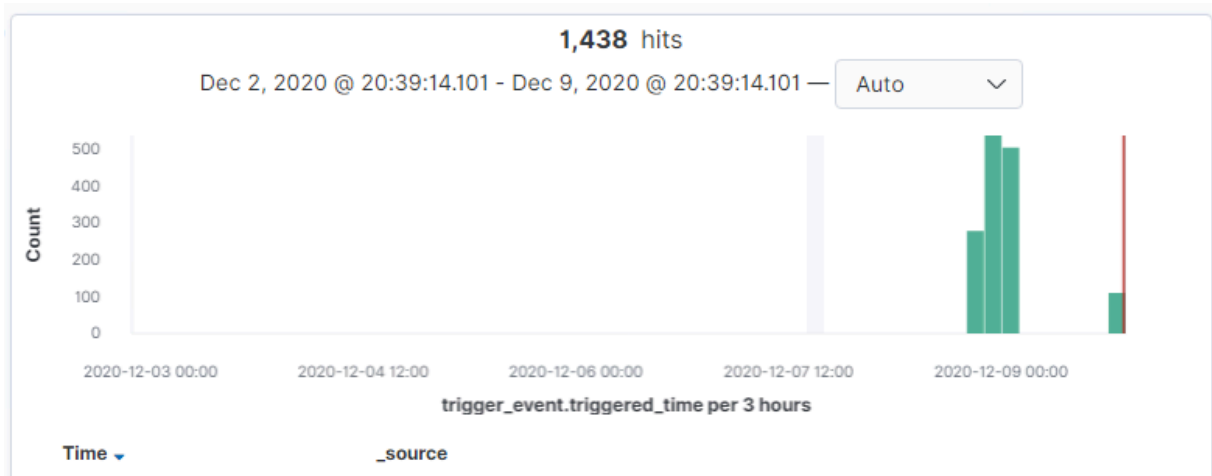 1,438 hits
Dec 2, 2020 @ 20:39:14.101 - Dec 9, 2020 @ 20:39:14.101 — Auto
500
400
300
200
100
0
Count
2020-12-03 00:00 2020-12-04 12:00 2020-12-06 00:00 2020-12-07 12:00 2020-12-09 00:00
trigger_event.triggered_time per 3 hours
Time _source